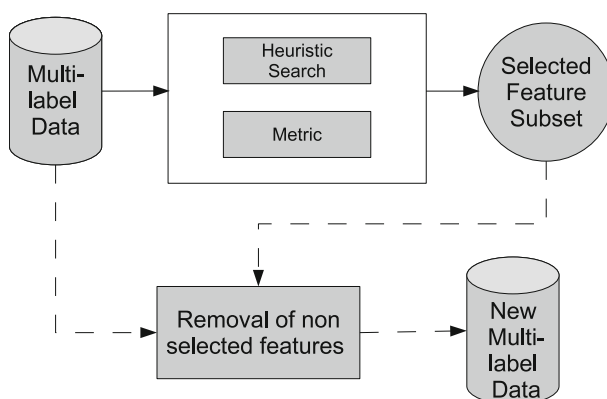 Multi-
label
Data
Heuristic
Search
Metric
Selected
Feature
Subset
Removal of non
selected features
New
Multi-
label
Data